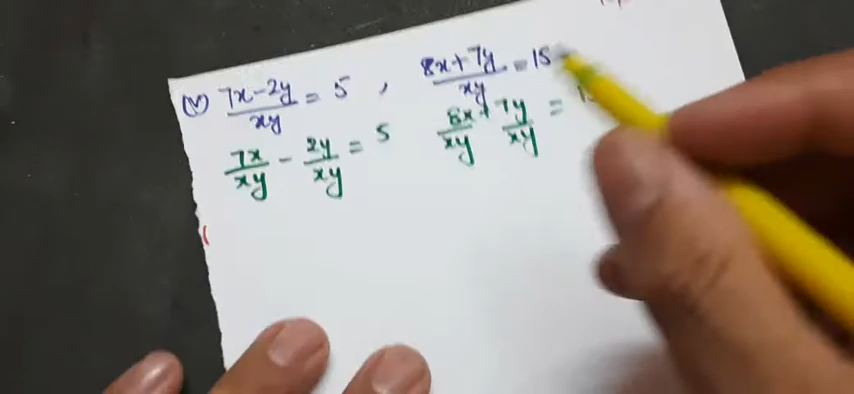 (v) 7x-2y/xy = 5 , 8x+7y/xy = 15
7x/xy - 2y/xy = 5 8x/xy + 7y/xy =